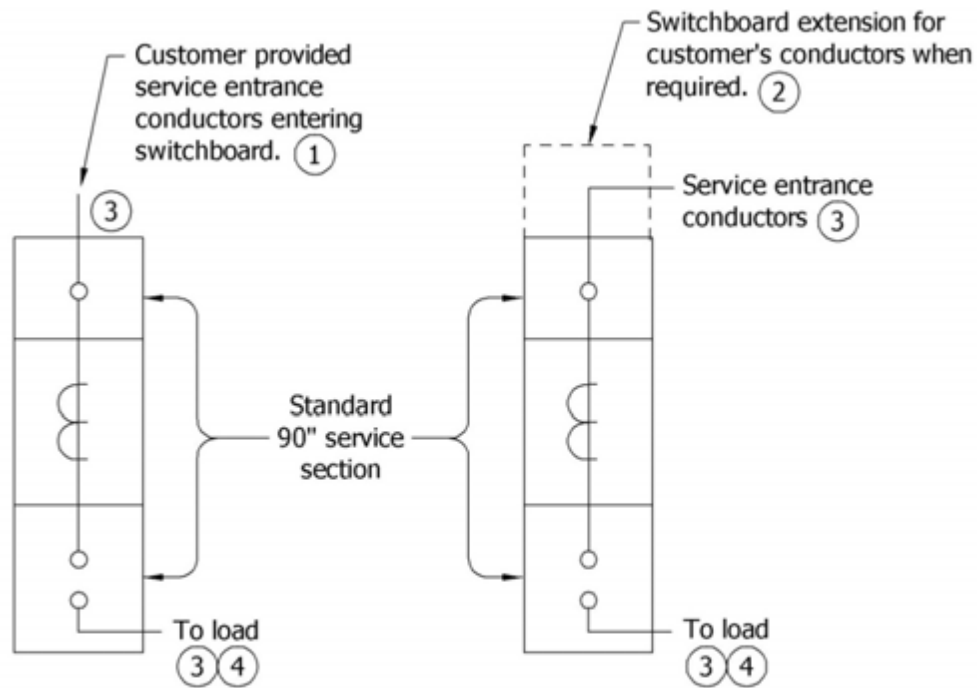 Customer provided
service entrance
conductors entering
switchboard. 1
3
Switchboard extension for
customer's conductors when
required. 2
Service entrance
conductors 3
Standard
90" service
section
To load
3 4
To load
3 4